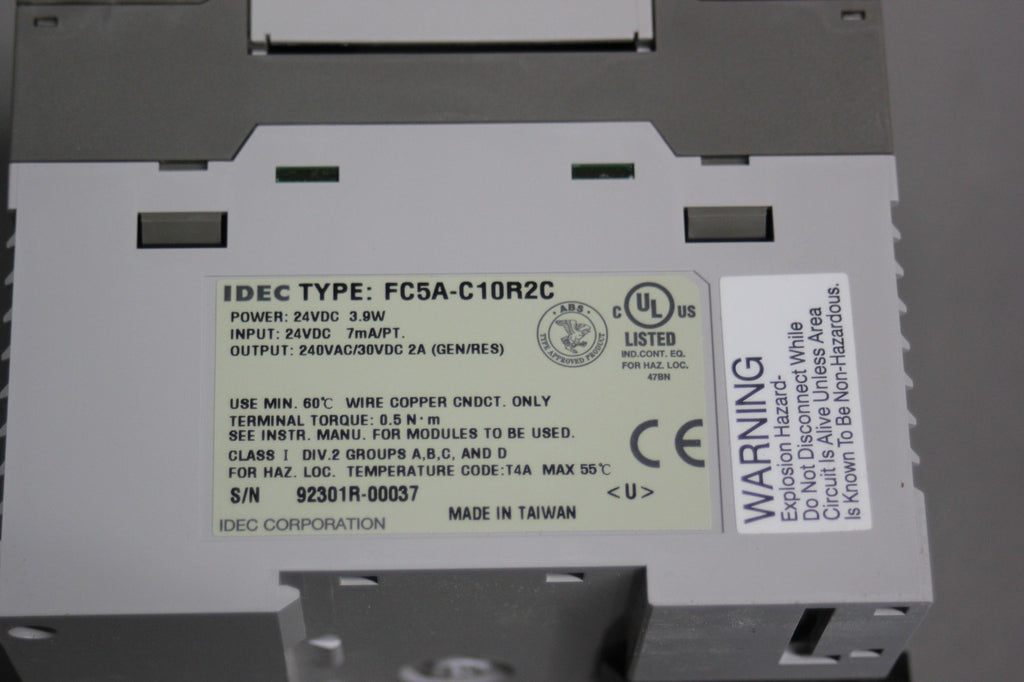 IDEC TYPE: FC5A-C10R2C
POWER: 24VDC 3.9W
INPUT: 24VDC 7mA/PT.
OUTPUT: 240VAC/30VDC 2A (GEN/RES)
ABS
TYPE APPROVED PRODUCT
C UL US
LISTED
IND.CONT. EQ.
FOR HAZ. LOC.
47BN
USE MIN. 60℃ WIRE COPPER CNDCT. ONLY
TERMINAL TORQUE: 0.5 N·m
SEE INSTR. MANU. FOR MODULES TO BE USED.
CLASS I DIV.2 GROUPS A,B,C, AND D
FOR HAZ. LOC. TEMPERATURE CODE:T4A MAX 55℃
CE
S/N 92301R-00037
<U>
MADE IN TAIWAN
IDEC CORPORATION
WARNING
Explosion Hazard-
Do Not Disconnect While
Circuit Is Alive Unless Area
Is Known To Be Non-Hazardous.